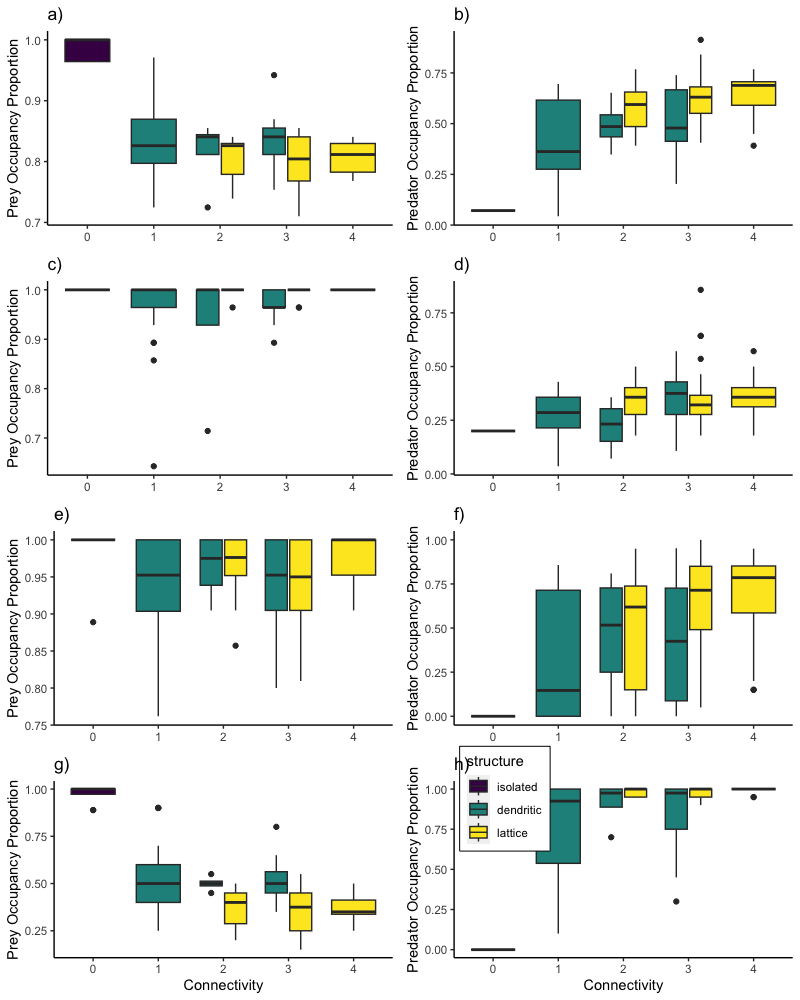 a)
Prey Occupancy Proportion
1.0
0.9
0.8
0.7
0 1 2 3 4
b)
Predator Occupancy Proportion
0.75
0.50
0.25
0.00
0 1 2 3 4
c)
Prey Occupancy Proportion
1.0
0.9
0.8
0.7
0 1 2 3 4
d)
Predator Occupancy Proportion
0.75
0.50
0.25
0.00
0 1 2 3 4
e)
Prey Occupancy Proportion
1.00
0.95
0.90
0.85
0.80
0.75
0 1 2 3 4
f)
Predator Occupancy Proportion
1.00
0.75
0.50
0.25
0.00
0 1 2 3 4
g)
Prey Occupancy Proportion
1.00
0.75
0.50
0.25
0 1 2 3 4
Connectivity
h)
structure
isolated
dendritic
lattice
Predator Occupancy Proportion
1.00
0.75
0.50
0.25
0.00
0 1 2 3 4
Connectivity